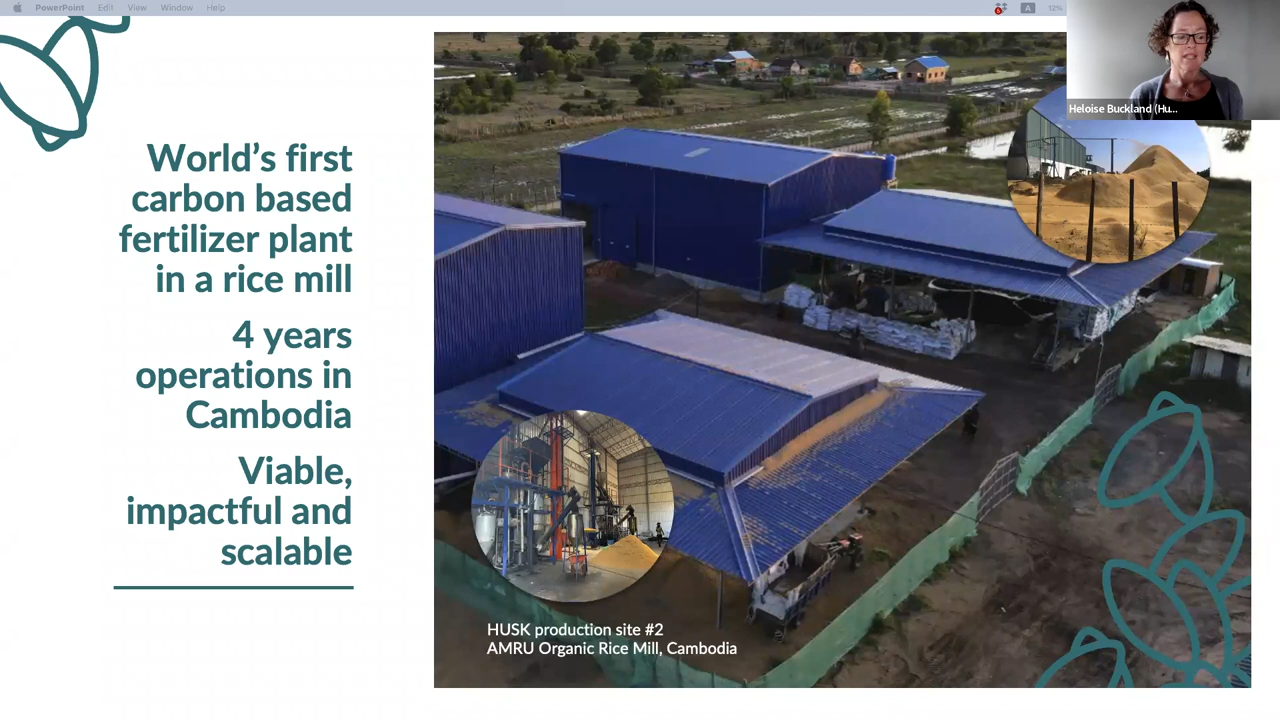 PowerPoint Edit View Window Help
A 12%
Heloise Buckland (Hu...
World's first
carbon based
fertilizer plant
in a rice mill
4 years
operations in
Cambodia
Viable,
impactful and
scalable
HUSK production site #2
AMRU Organic Rice Mill, Cambodia